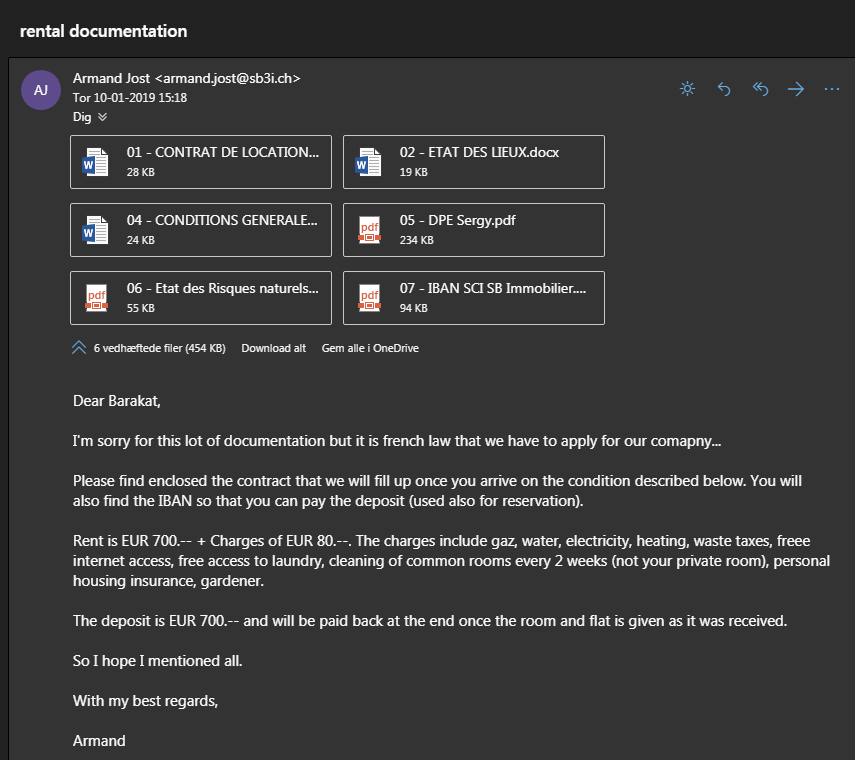 rental documentation
AJ
Armand Jost <armand.jost@sb3i.ch>
Tor 10-01-2019 15:18
Dig
01 - CONTRAT DE LOCATION...
28 KB
02 - ETAT DES LIEUX.docx
19 KB
04 - CONDITIONS GENERALE...
24 KB
05 - DPE Sergy.pdf
234 KB
06 - Etat des Risques naturels...
55 KB
07 - IBAN SCI SB Immobilier....
94 KB
6 vedhæftede filer (454 KB) Download alt Gem alle i OneDrive
Dear Barakat,
I'm sorry for this lot of documentation but it is french law that we have to apply for our comapny...
Please find enclosed the contract that we will fill up once you arrive on the condition described below. You will
also find the IBAN so that you can pay the deposit (used also for reservation).
Rent is EUR 700.-- + Charges of EUR 80.--. The charges include gaz, water, electricity, heating, waste taxes, freee
internet access, free access to laundry, cleaning of common rooms every 2 weeks (not your private room), personal
housing insurance, gardener.
The deposit is EUR 700.-- and will be paid back at the end once the room and flat is given as it was received.
So I hope I mentioned all.
With my best regards,
Armand